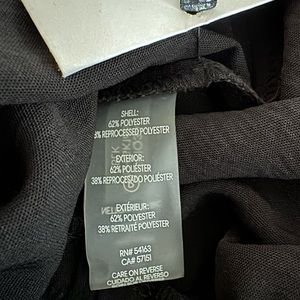 SHELL:
62% POLYESTER
38% REPROCESSED POLYESTER
EXTERIOR:
62% POLIÉSTER
38% REPROCESADO POLIÉSTER
EXTÉRIEUR:
62% POLYESTER
38% RETRAITÉ POLYESTER
RN# 54163
CA# 57151
CARE ON REVERSE
CUIDADO AL REVERSO